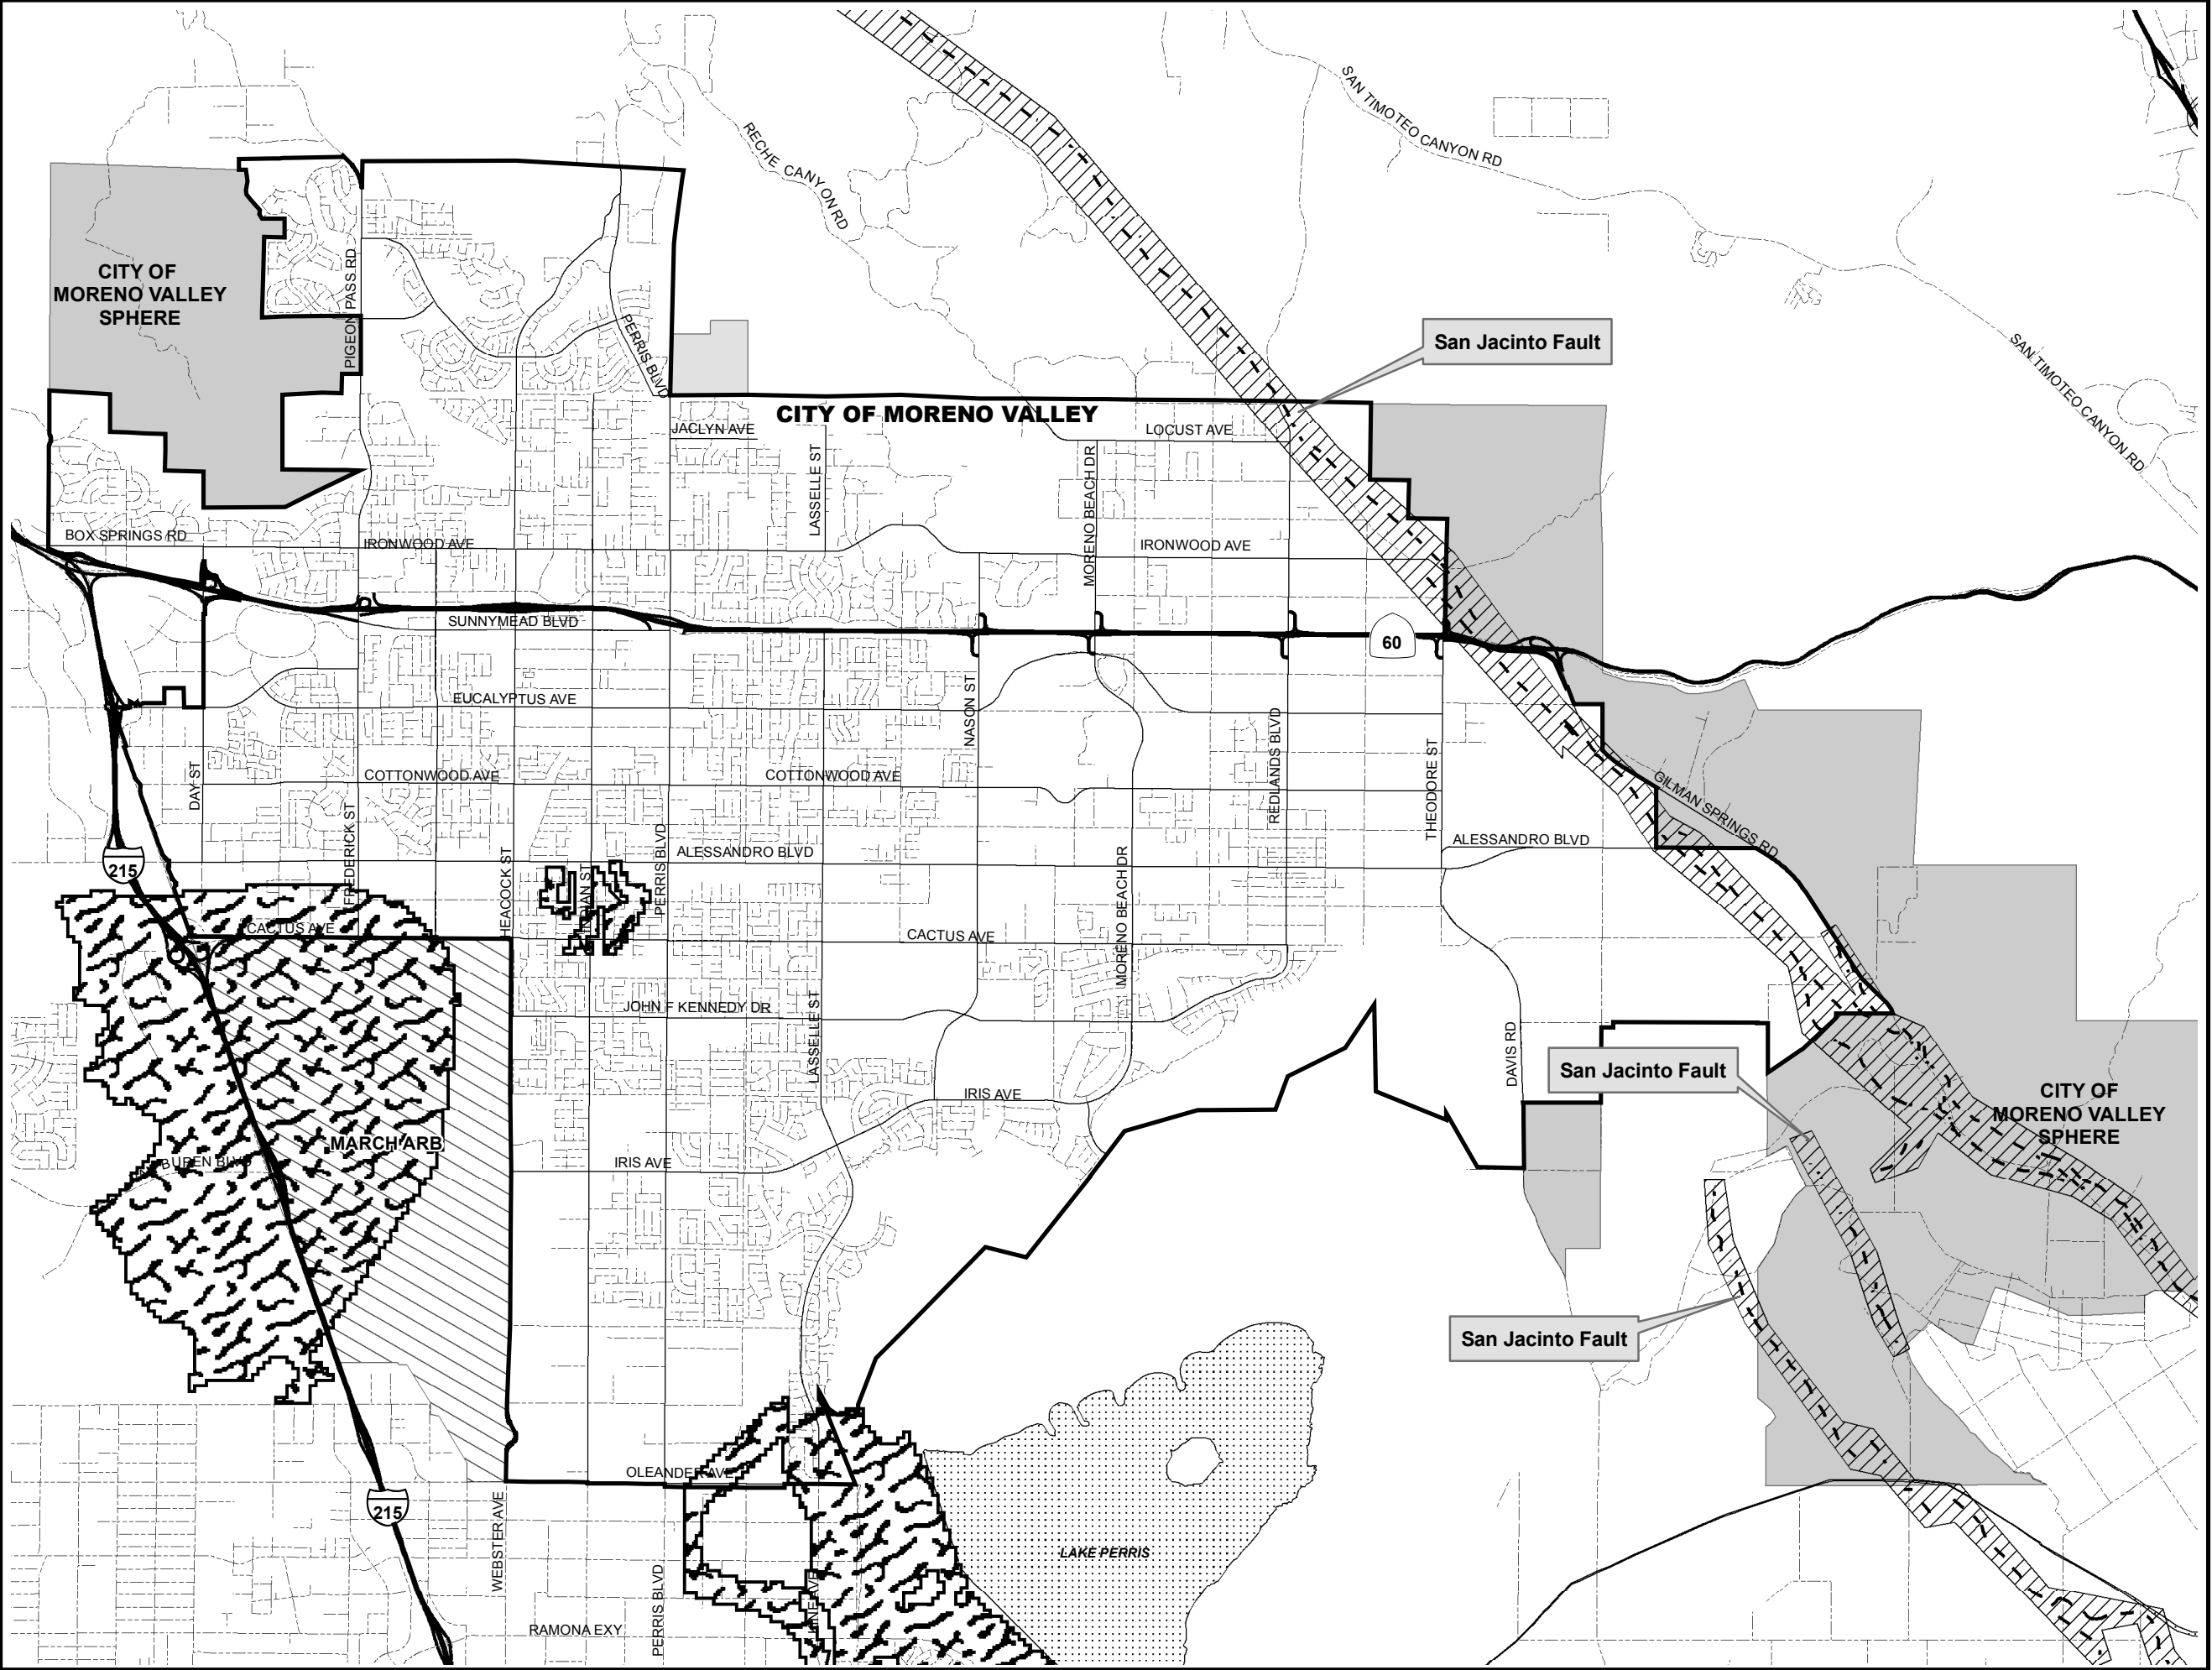 SAN TIMOTEO CANYON RD
RECHE CANYON RD
CITY OF
MORENO VALLEY
SPHERE
PIGEON PASS RD
PERRIS BLVD
San Jacinto Fault
SAN TIMOTEO CANYON RD
CITY OF MORENO VALLEY
JACLYN AVE
LOCUST AVE
LASSELLE ST
MORENO BEACH DR
BOX SPRINGS RD
IRONWOOD AVE
IRONWOOD AVE
SUNNYMEAD BLVD
60
EUCALYPTUS AVE
NASON ST
REDLANDS BLVD
THEODORE ST
DAY ST
COTTONWOOD AVE
COTTONWOOD AVE
GILMAN SPRINGS RD
FREDERICK ST
HEACOCK ST
INDIAN ST
PERRIS BLVD
ALESSANDRO BLVD
ALESSANDRO BLVD
215
MORENO BEACH DR
CACTUS AVE
CACTUS AVE
JOHN F KENNEDY DR
LASSELLE ST
DAVIS RD
San Jacinto Fault
IRIS AVE
CITY OF
MORENO VALLEY
SPHERE
MARCH ARB
BUREN BLVD
IRIS AVE
San Jacinto Fault
OLEANDER AVE
215
WEBSTER AVE
LAKE PERRIS
PERRIS BLVD
RAMONA EXY